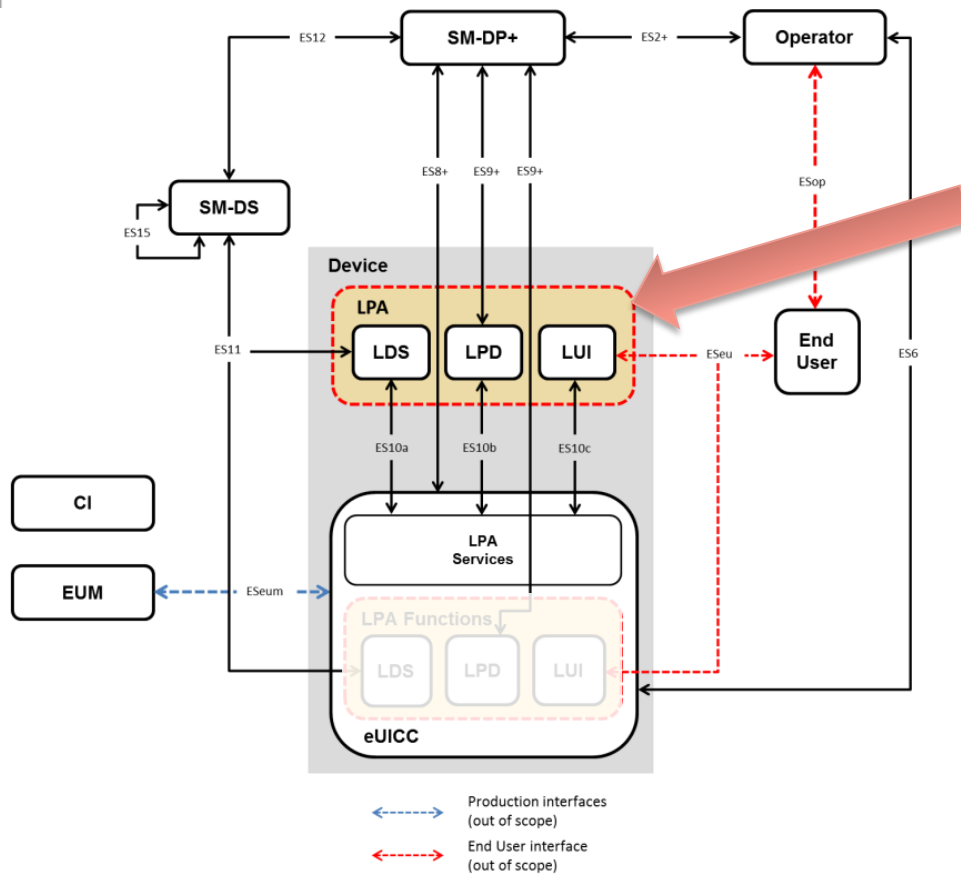 ES12
SM-DP+
ES2+
Operator
ES8+
ES9+
ES9+
ESop
SM-DS
ES15
Device
LPA
LDS
LPD
LUI
ES11
ESeu
End
User
ES6
ES10a
ES10b
ES10c
CI
LPA
Services
EUM
ESeum
LPA Functions
LDS
LPD
LUI
eUICC
Production interfaces
(out of scope)
End User interface
(out of scope)